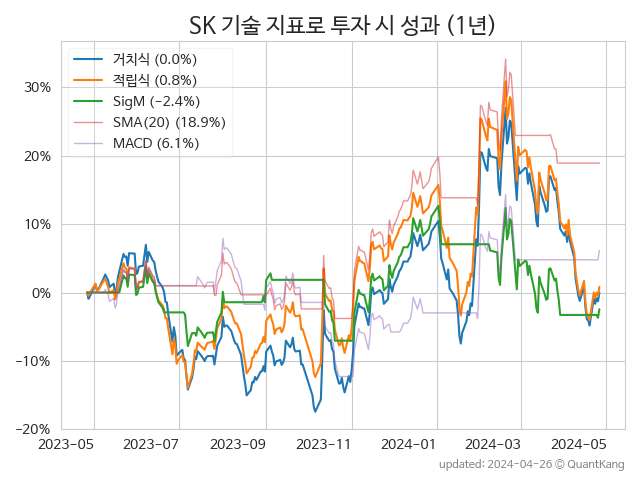 SK 기술 지표로 투자 시 성과 (1년)
거치식 (0.0%)
적립식 (0.8%)
SigM (−2.4%)
SMA(20) (18.9%)
MACD (6.1%)
30%
20%
10%
0%
−10%
−20%
2023-05 2023-07 2023-09 2023-11 2024-01 2024-03 2024-05
updated: 2024-04-26 © QuantKang